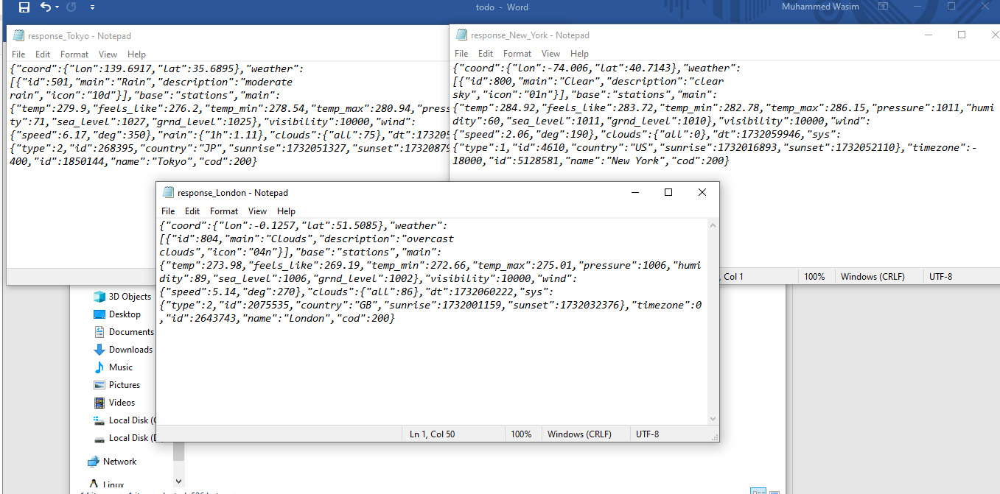 todo - Word
Muhammed Wasim
response_Tokyo - Notepad
File Edit Format View Help
{"coord":{"lon":139.6917,"lat":35.6895},"weather":
[{"id":501,"main":"Rain","description":"moderate
rain","icon":"10d"}],"base":"stations","main":
{"temp":279.9,"feels_like":276.2,"temp_min":278.54,"temp_max":280.94,"press
ty":71,"sea_level":1027,"grnd_level":1025},"visibility":10000,"wind":
{"speed":6.17,"deg":350},"rain":{"1h":1.11},"clouds":{"all":75},"dt":173205
{"type":2,"id":268395,"country":"JP","sunrise":1732051327,"sunset":17320879
400,"id":1850144,"name":"Tokyo","cod":200}
response_New_York - Notepad
File Edit Format View Help
{"coord":{"lon":-74.006,"lat":40.7143},"weather":
[{"id":800,"main":"Clear","description":"clear
sky","icon":"01n"}],"base":"stations","main":
{"temp":284.92,"feels_like":283.72,"temp_min":282.78,"temp_max":286.15,"pressure":1011,"humi
dity":60,"sea_level":1011,"grnd_level":1010},"visibility":10000,"wind":
{"speed":2.06,"deg":190},"clouds":{"all":0},"dt":1732059946,"sys":
{"type":1,"id":4610,"country":"US","sunrise":1732016893,"sunset":1732052110},"timezone":-
18000,"id":5128581,"name":"New York","cod":200}
, Col 1 100% Windows (CRLF) UTF-8
response_London - Notepad
File Edit Format View Help
{"coord":{"lon":-0.1257,"lat":51.5085},"weather":
[{"id":804,"main":"Clouds","description":"overcast
clouds","icon":"04n"}],"base":"stations","main":
{"temp":273.98,"feels_like":269.19,"temp_min":272.66,"temp_max":275.01,"pressure":1006,"humi
dity":89,"sea_level":1006,"grnd_level":1002},"visibility":10000,"wind":
{"speed":5.14,"deg":270},"clouds":{"all":86},"dt":1732060222,"sys":
{"type":2,"id":2075535,"country":"GB","sunrise":1732001159,"sunset":1732032376},"timezone":0
,"id":2643743,"name":"London","cod":200}
Ln 1, Col 50 100% Windows (CRLF) UTF-8
3D Objects
Desktop
Documents
Downloads
Music
Pictures
Videos
Local Disk (
Local Disk (
Network
Linux